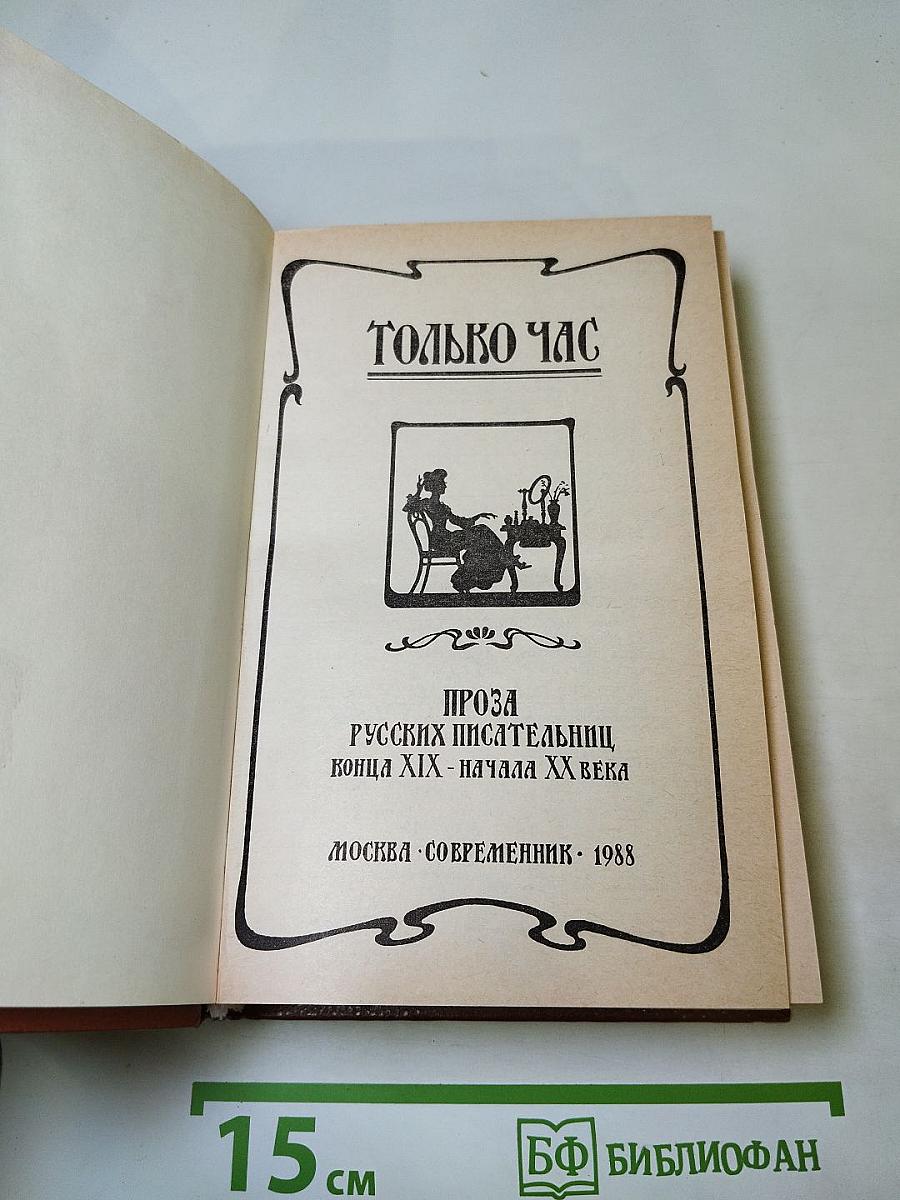 ТОЛЬКО ЧАС
ПРОЗА
РУССКИХ ПИСАТЕЛЬНИЦ
КОНЦА XIX - НАЧАЛА XX ВЕКА
МОСКВА · СОВРЕМЕННИК · 1988
15 см
БФ БИБЛИОФАН